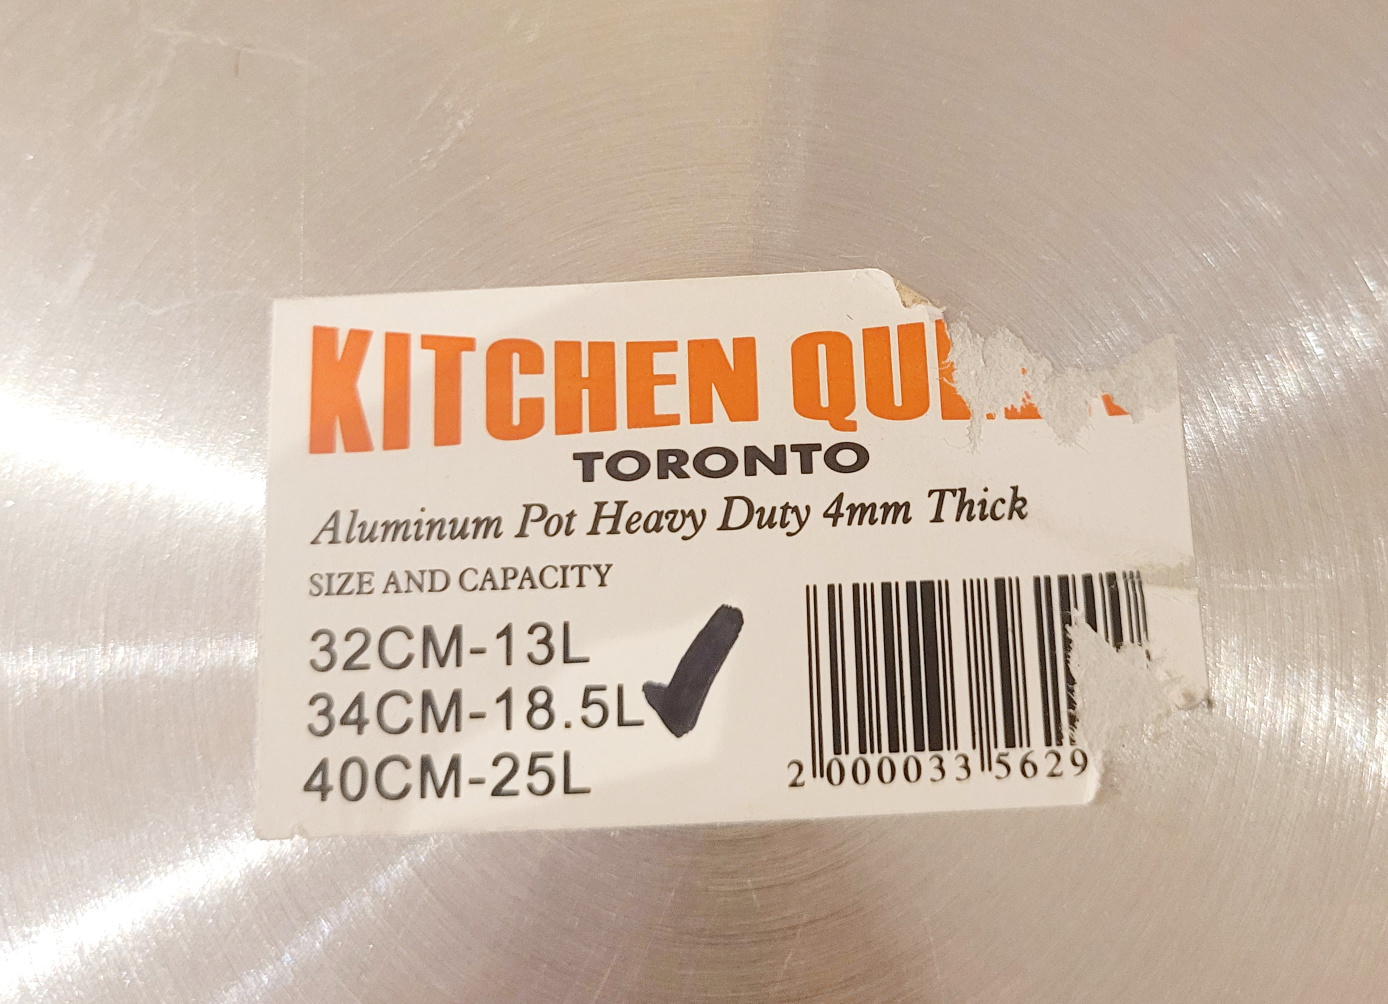 KITCHEN QUEEN
TORONTO
Aluminum Pot Heavy Duty 4mm Thick
SIZE AND CAPACITY
32CM-13L
34CM-18.5L
40CM-25L
2 000033 5629